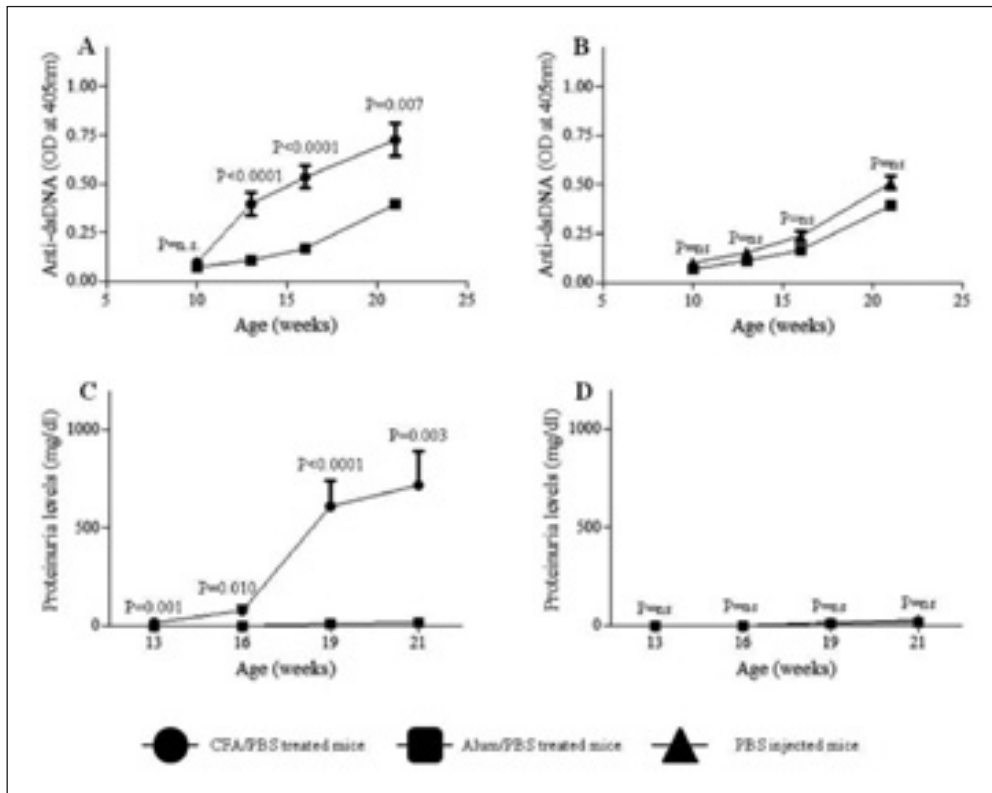 A
Anti-dsDNA (OD at 405nm)
1.00
0.75
0.50
0.25
0.00
P=n.s.
P<0.0001
P<0.0001
P=0.007
5 10 15 20 25
Age (weeks)
B
Anti-dsDNA (OD at 405nm)
1.00
0.75
0.50
0.25
0.00
P=ns
P=ns
P=ns
P=ns
5 10 15 20 25
Age (weeks)
C
Proteinuria levels (mg/dl)
1000
500
0
P=0.001
P=0.010
P<0.0001
P=0.003
13 16 19 21
Age (weeks)
D
Proteinuria levels (mg/dl)
1000
500
0
P=ns
P=ns
P=ns
P=ns
13 16 19 21
Age (weeks)
CFA/PBS treated mice
Alum/PBS treated mice
PBS injected mice